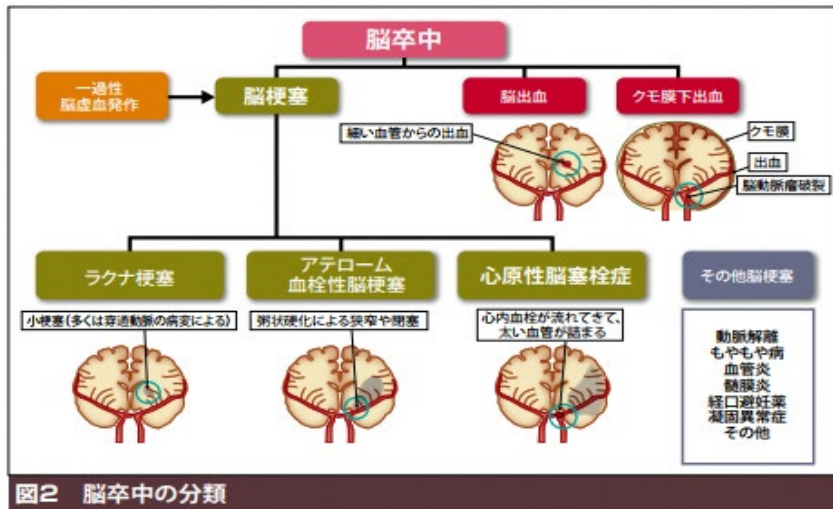 脳卒中
一過性
脳虚血発作
脳梗塞
脳出血
クモ膜下出血
細い血管からの出血
クモ膜
出血
脳動脈瘤破裂
ラクナ梗塞
アテローム
血栓性脳梗塞
心原性脳塞栓症
その他脳梗塞
小梗塞(多くは穿通動脈の病変による)
粥状硬化による狭窄や閉塞
心内血栓が流れてきて、
太い血管が詰まる
動脈解離
もやもや病
血管炎
髄膜炎
経口避妊薬
凝固異常症
その他
図2 脳卒中の分類